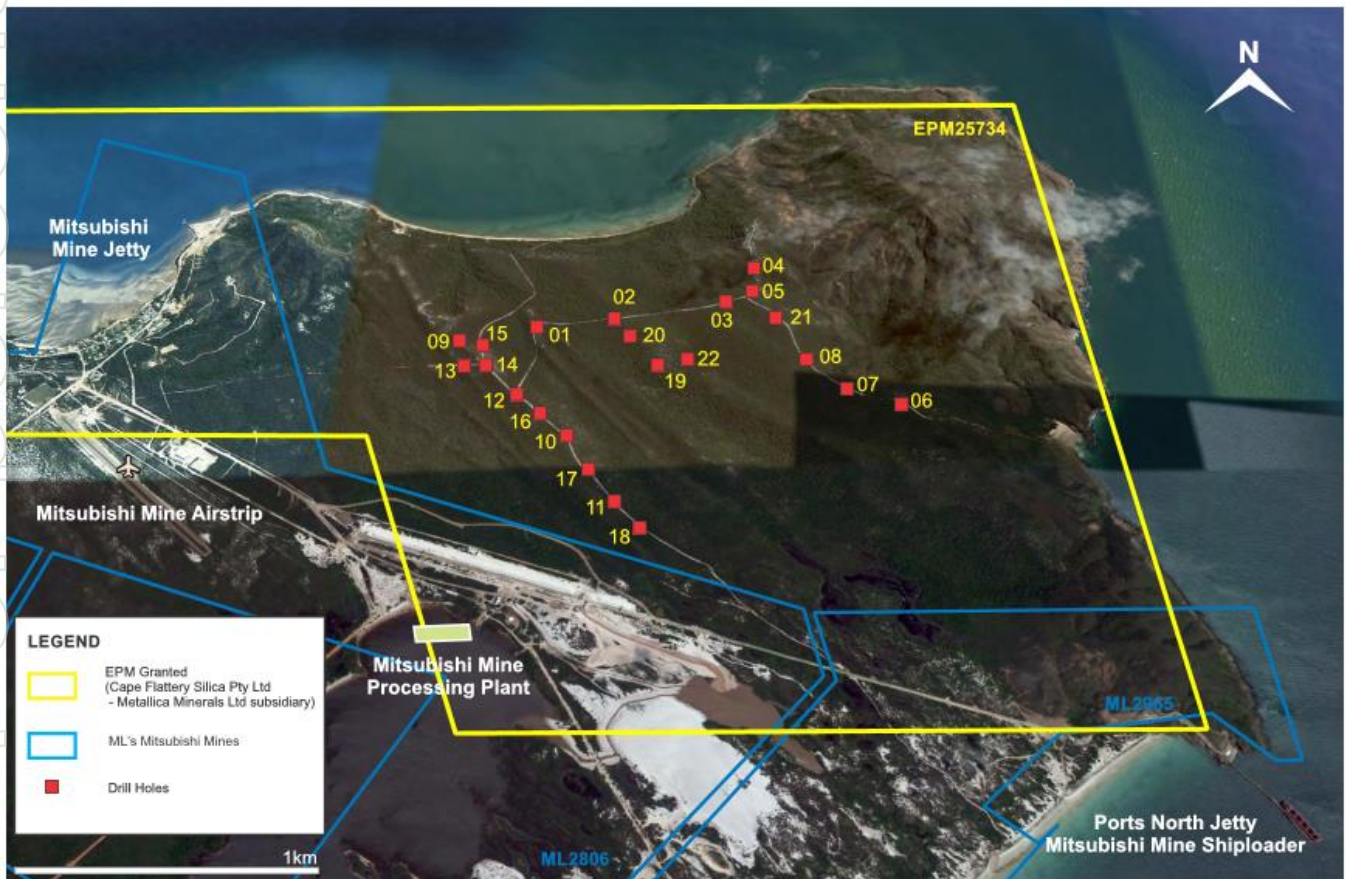 N
EPM25734
Mitsubishi
Mine Jetty
04
05
02
03
21
01
20
09
15
22
08
13
14
19
07
12
06
16
10
17
11
18
Mitsubishi Mine Airstrip
LEGEND
EPM Granted
(Cape Flattery Silica Pty Ltd
- Metallica Minerals Ltd subsidiary)
ML's Mitsubishi Mines
Drill Holes
1km
Mitsubishi Mine
Processing Plant
ML2965
ML2806
Ports North Jetty
Mitsubishi Mine Shiploader